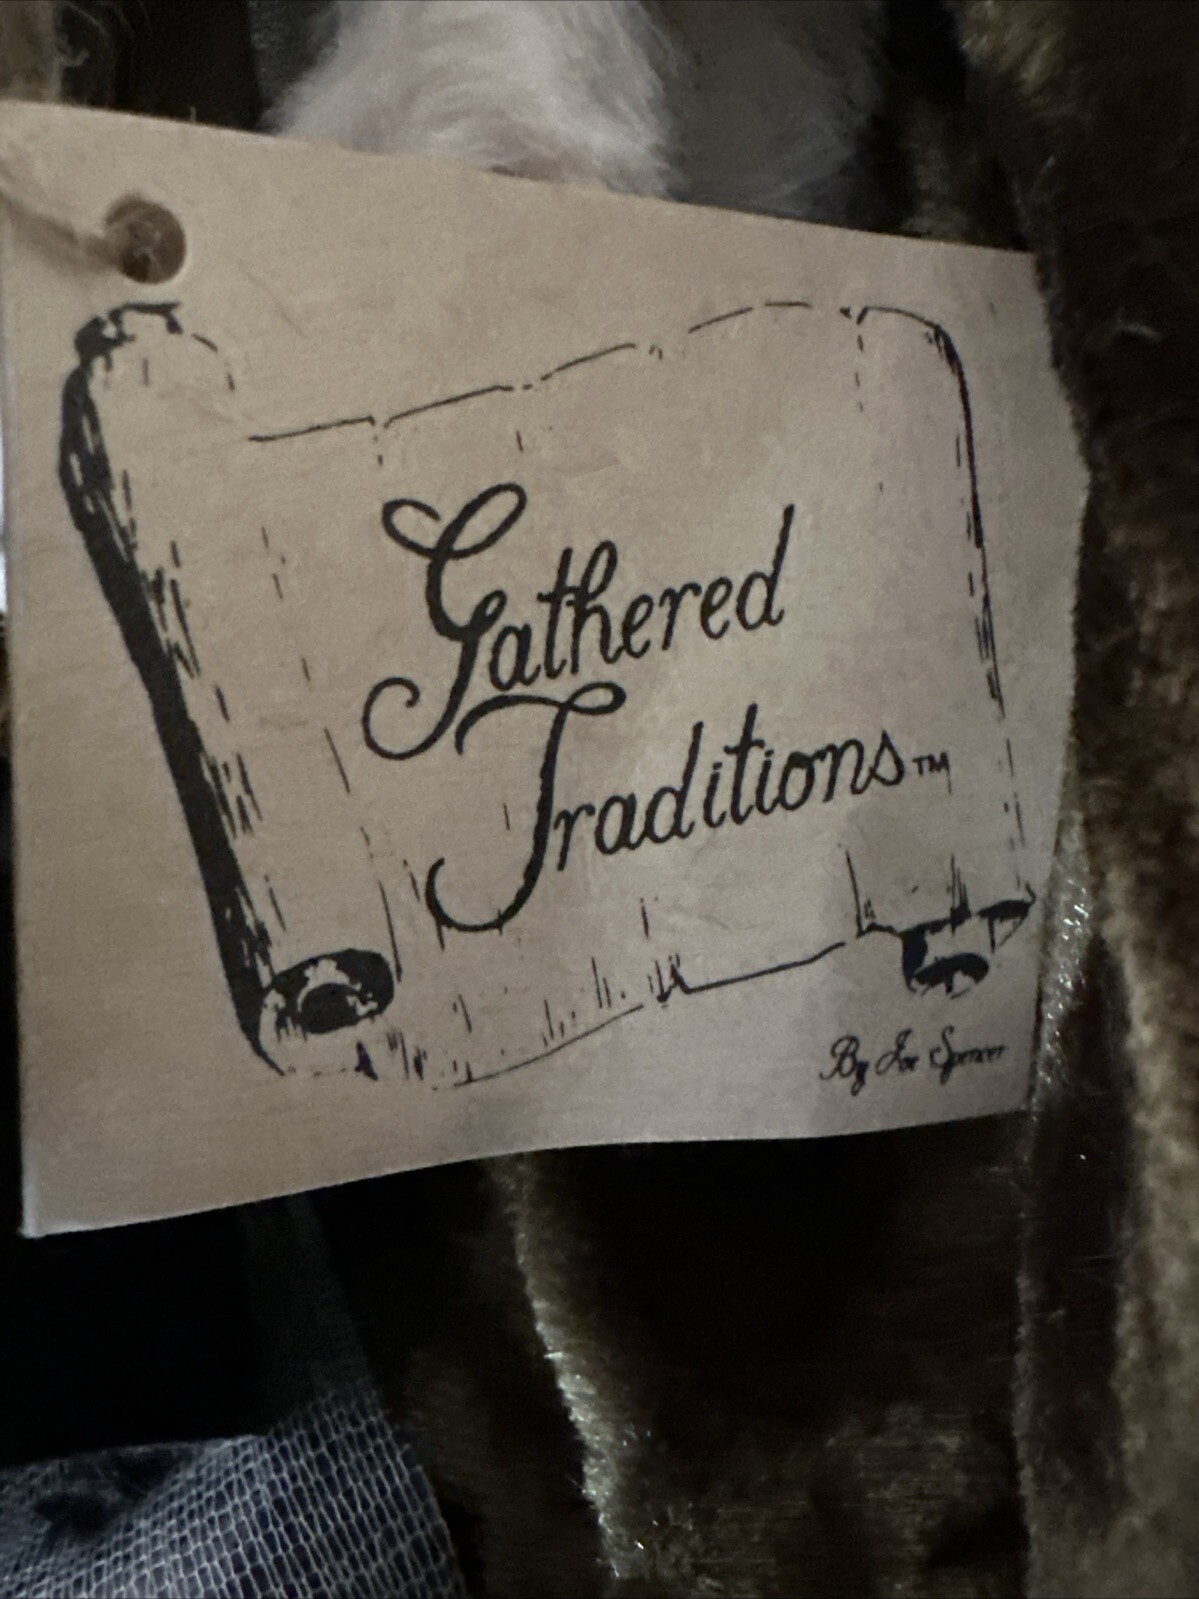 Gathered
Traditions™
By Joe Spencer